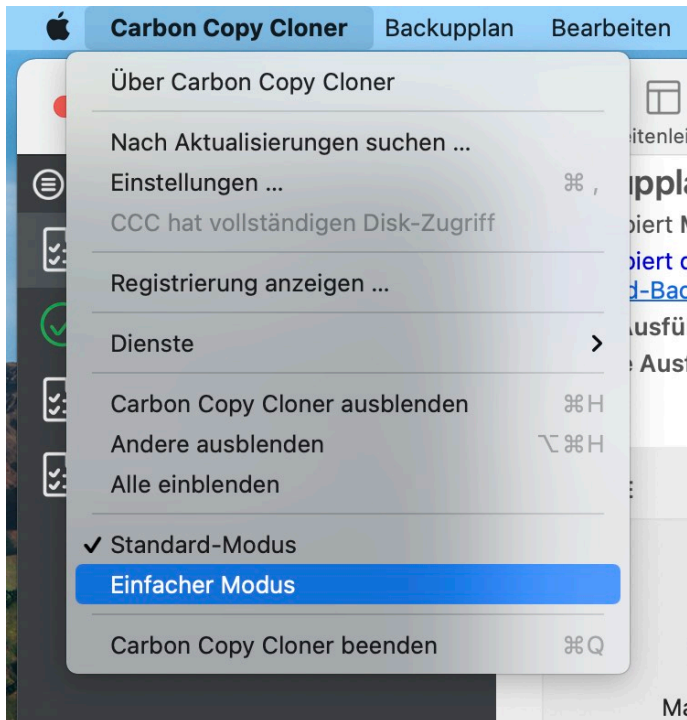 Carbon Copy Cloner Backupplan Bearbeiten
Über Carbon Copy Cloner
Nach Aktualisierungen suchen ...
Einstellungen ... ⌘ ,
CCC hat vollständigen Disk-Zugriff
Registrierung anzeigen ...
Dienste
Carbon Copy Cloner ausblenden ⌘H
Andere ausblenden ⌥⌘H
Alle einblenden
✓ Standard-Modus
Einfacher Modus
Carbon Copy Cloner beenden ⌘Q